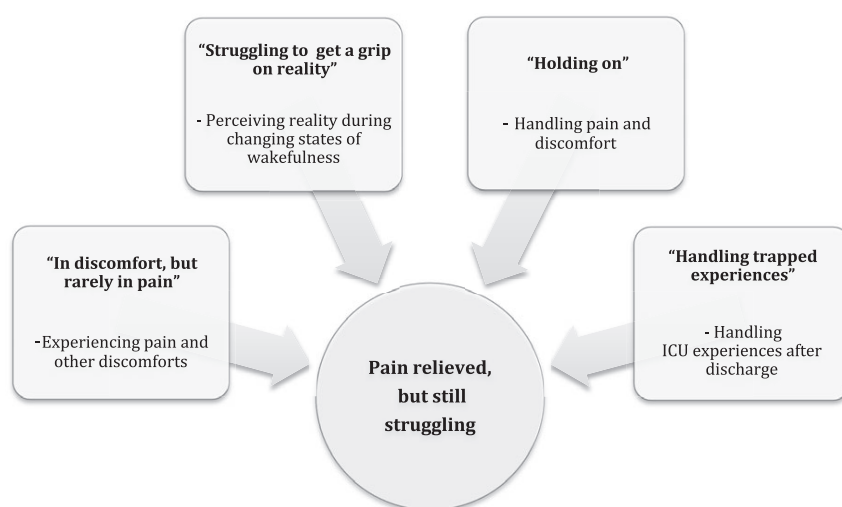 “Struggling to get a grip
on reality”
- Perceiving reality during
changing states of
wakefulness
“Holding on”
- Handling pain and
discomfort
“In discomfort, but
rarely in pain”
-Experiencing pain and
other discomforts
“Handling trapped
experiences”
- Handling
ICU experiences after
discharge
Pain relieved,
but still
struggling